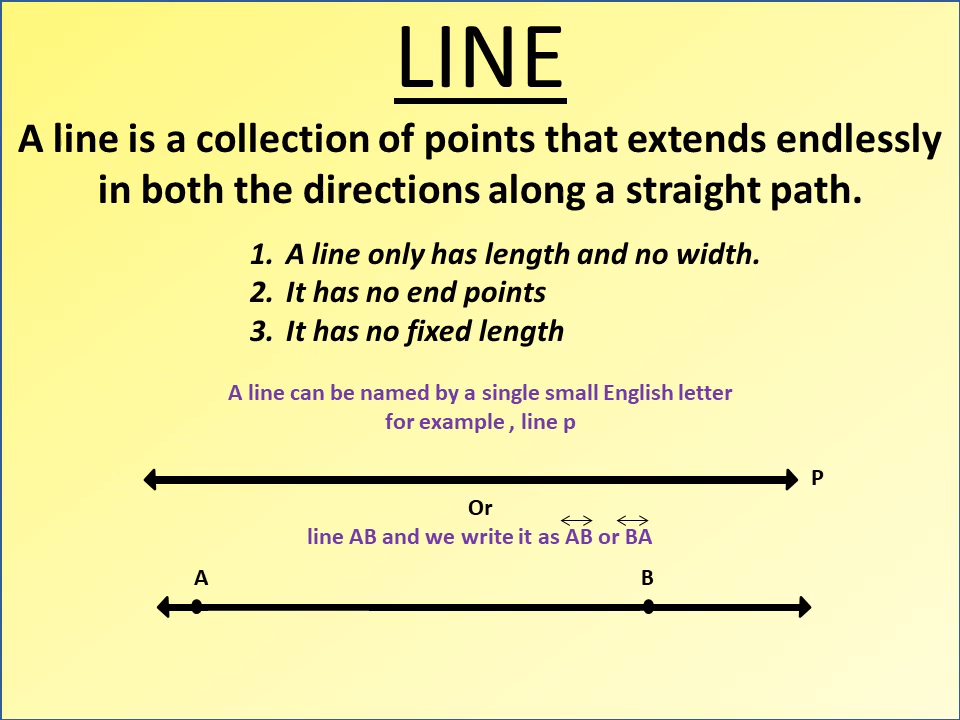 LINE
A line is a collection of points that extends endlessly
in both the directions along a straight path.
1. A line only has length and no width.
2. It has no end points
3. It has no fixed length
A line can be named by a single small English letter
for example , line p
P
Or
line AB and we write it as AB or BA
A B